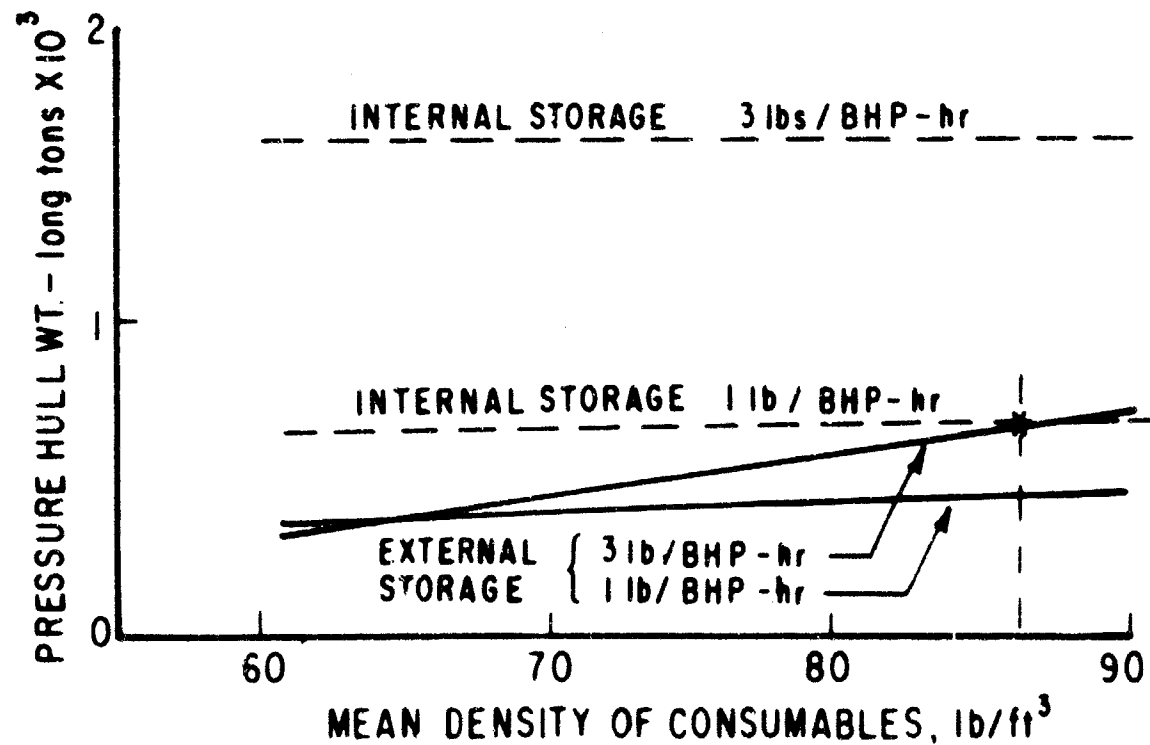 PRESSURE HULL WT. - long tons X10³
2
1
0
INTERNAL STORAGE 3 lbs / BHP-hr
INTERNAL STORAGE 1 lb / BHP-hr
EXTERNAL STORAGE { 3 lb/BHP-hr
1 lb/BHP-hr
60 70 80 90
MEAN DENSITY OF CONSUMABLES, lb/ft³